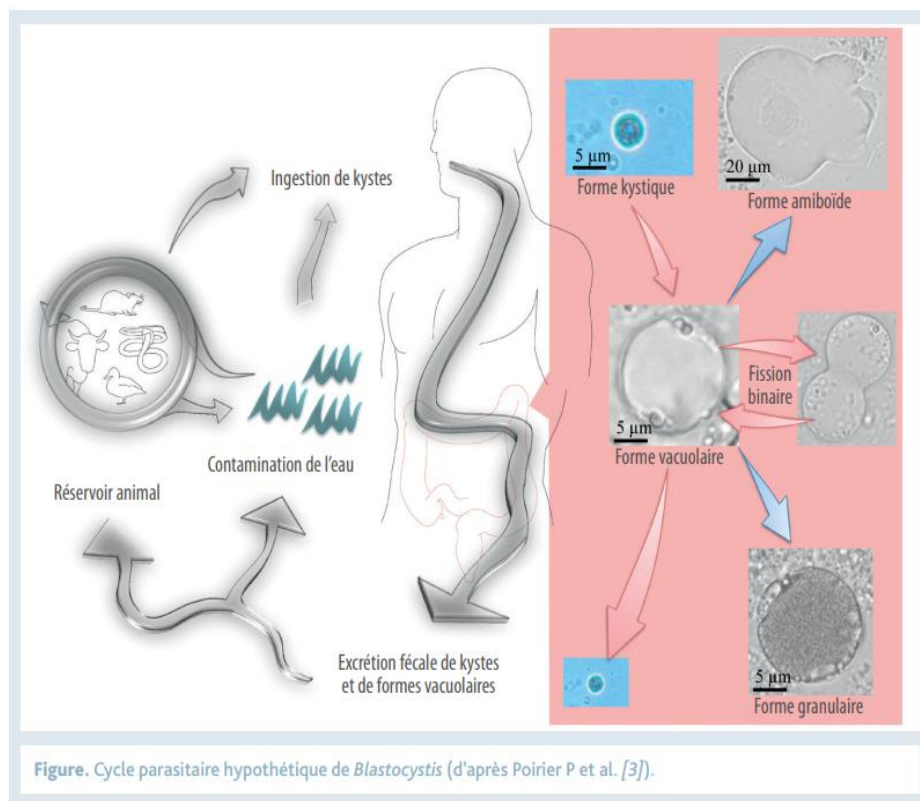 Ingestion de kystes
Contamination de l'eau
Réservoir animal
Excrétion fécale de kystes
et de formes vacuolaires
5 µm
Forme kystique
20 µm
Forme amiboïde
Fission
binaire
5 µm
Forme vacuolaire
5 µm
Forme granulaire
Figure. Cycle parasitaire hypothétique de Blastocystis (d'après Poirier P et al. [3]).